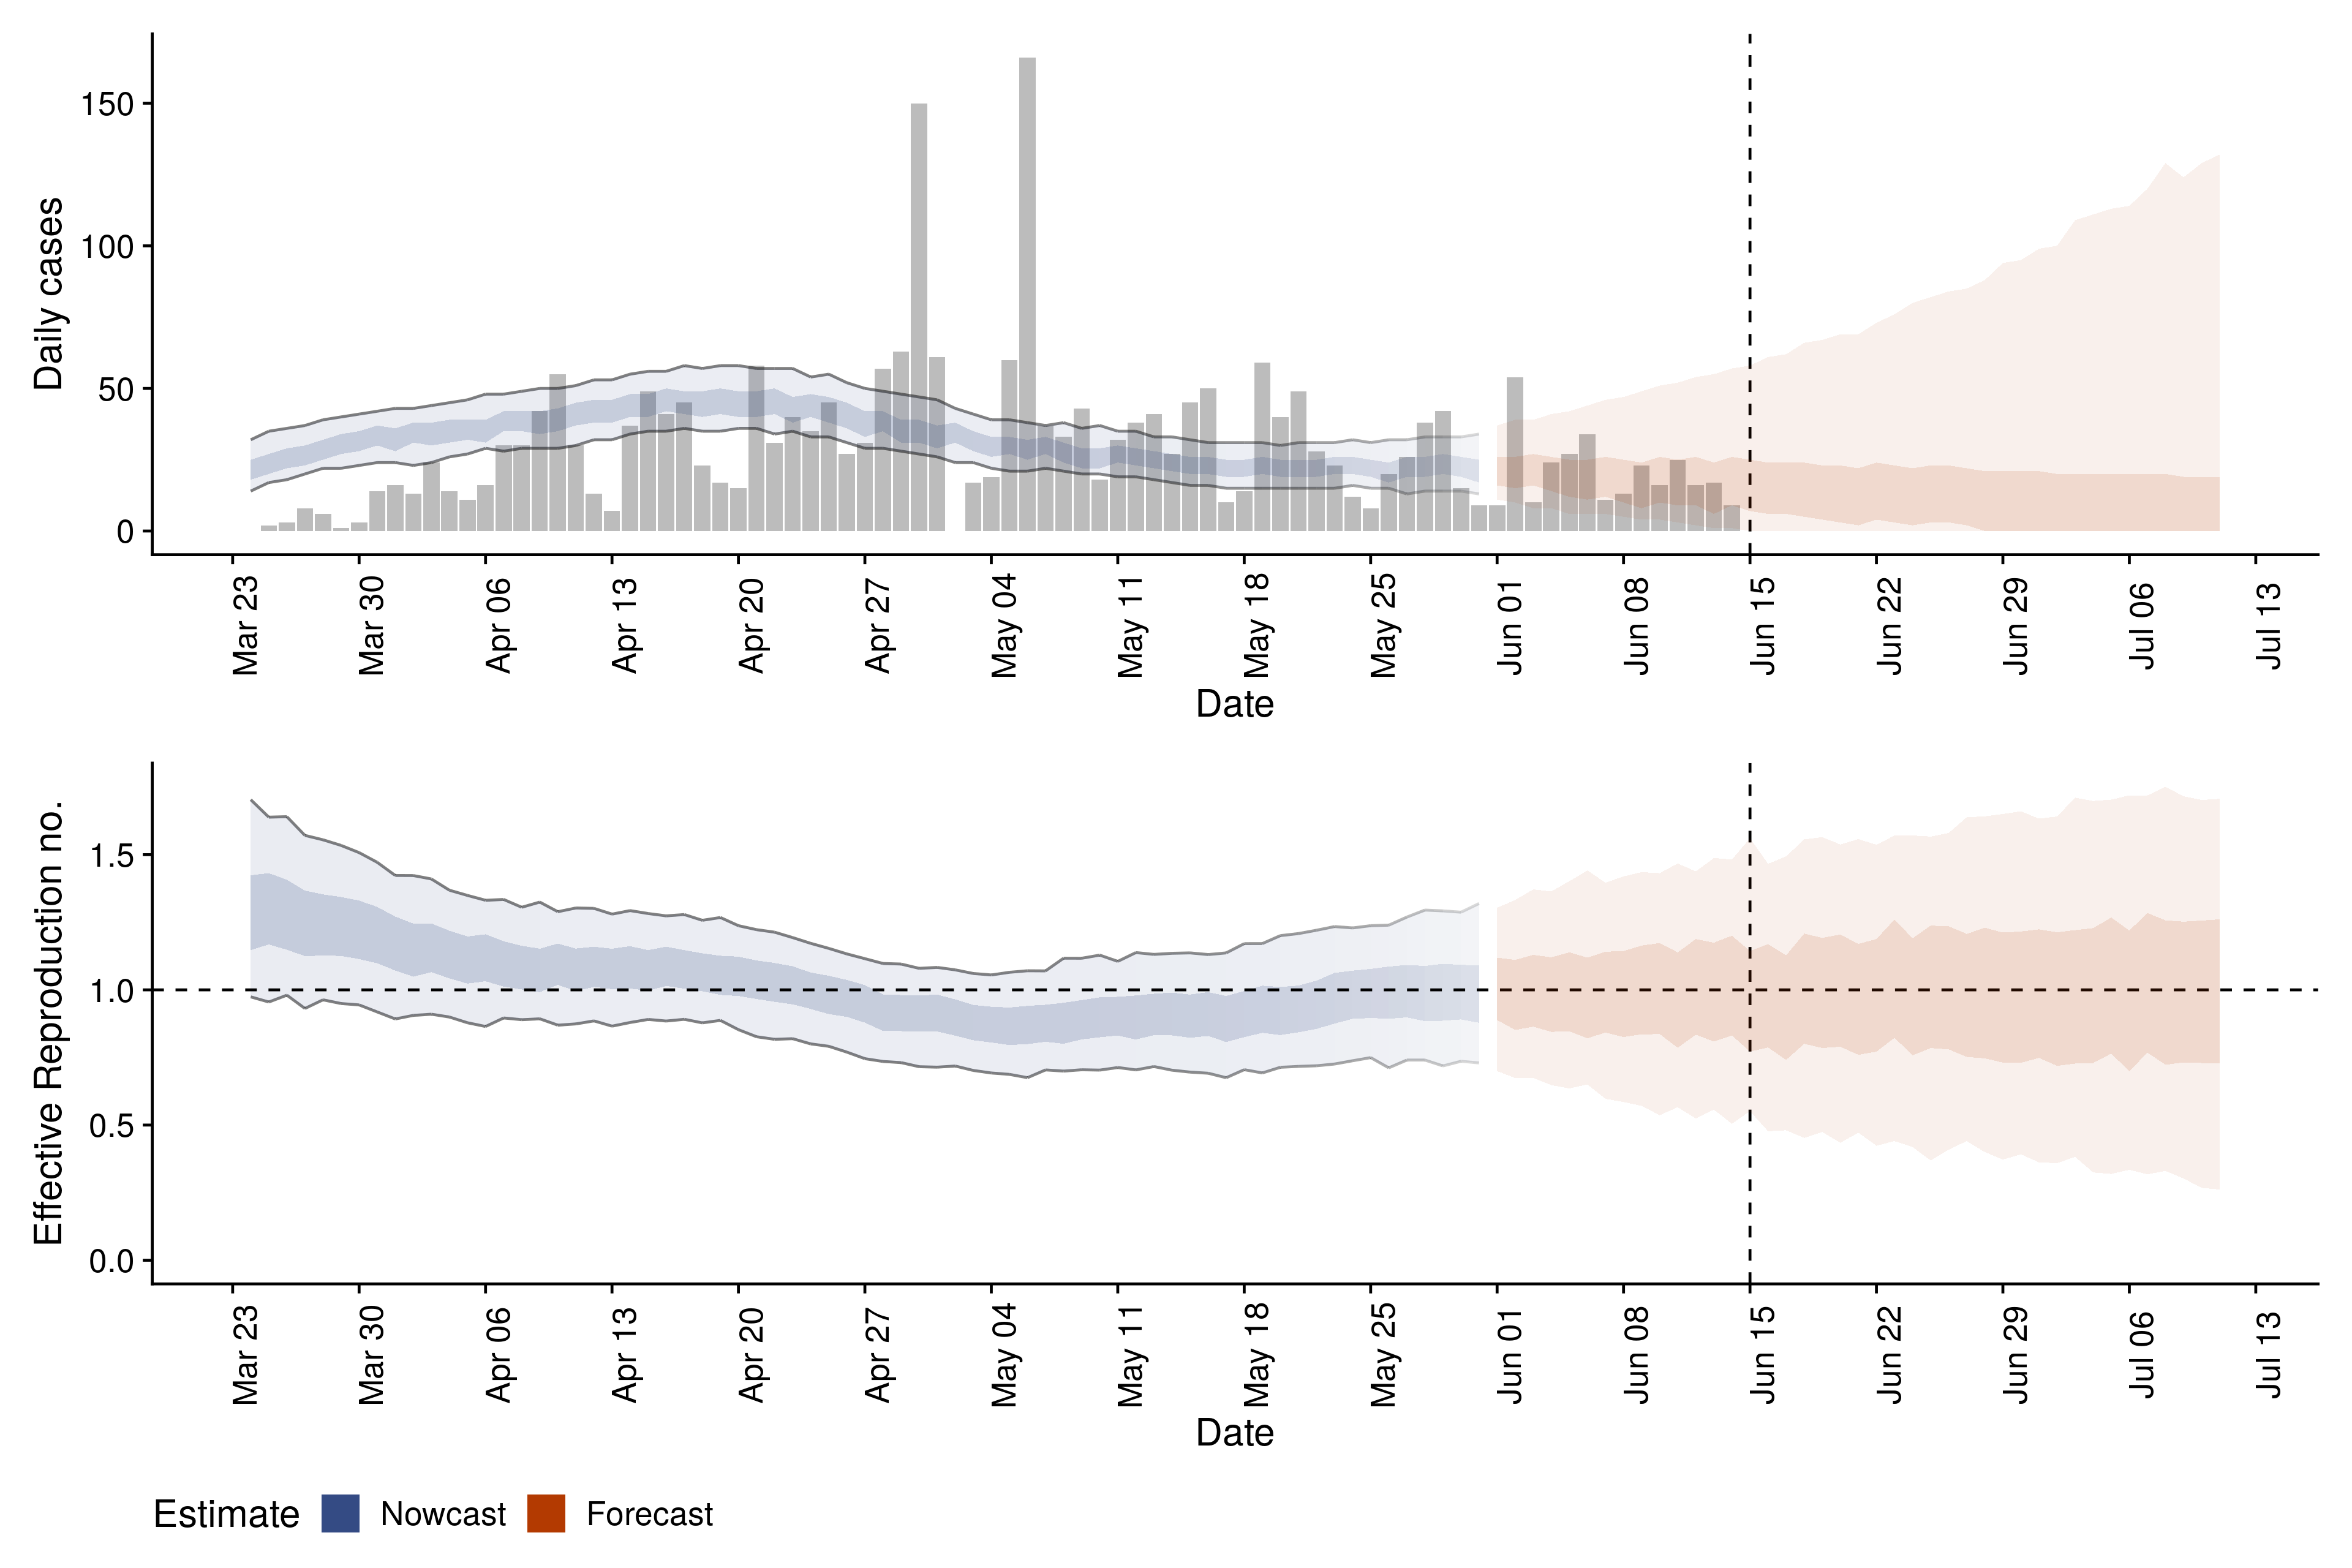 Daily cases
150
100
50
0
Mar 23
Mar 30
Apr 06
Apr 13
Apr 20
Apr 27
May 04
May 11
May 18
May 25
Jun 01
Jun 08
Jun 15
Jun 22
Jun 29
Jul 06
Jul 13
Date
Effective Reproduction no.
1.5
1.0
0.5
0.0
Mar 23
Mar 30
Apr 06
Apr 13
Apr 20
Apr 27
May 04
May 11
May 18
May 25
Jun 01
Jun 08
Jun 15
Jun 22
Jun 29
Jul 06
Jul 13
Date
Estimate Nowcast Forecast